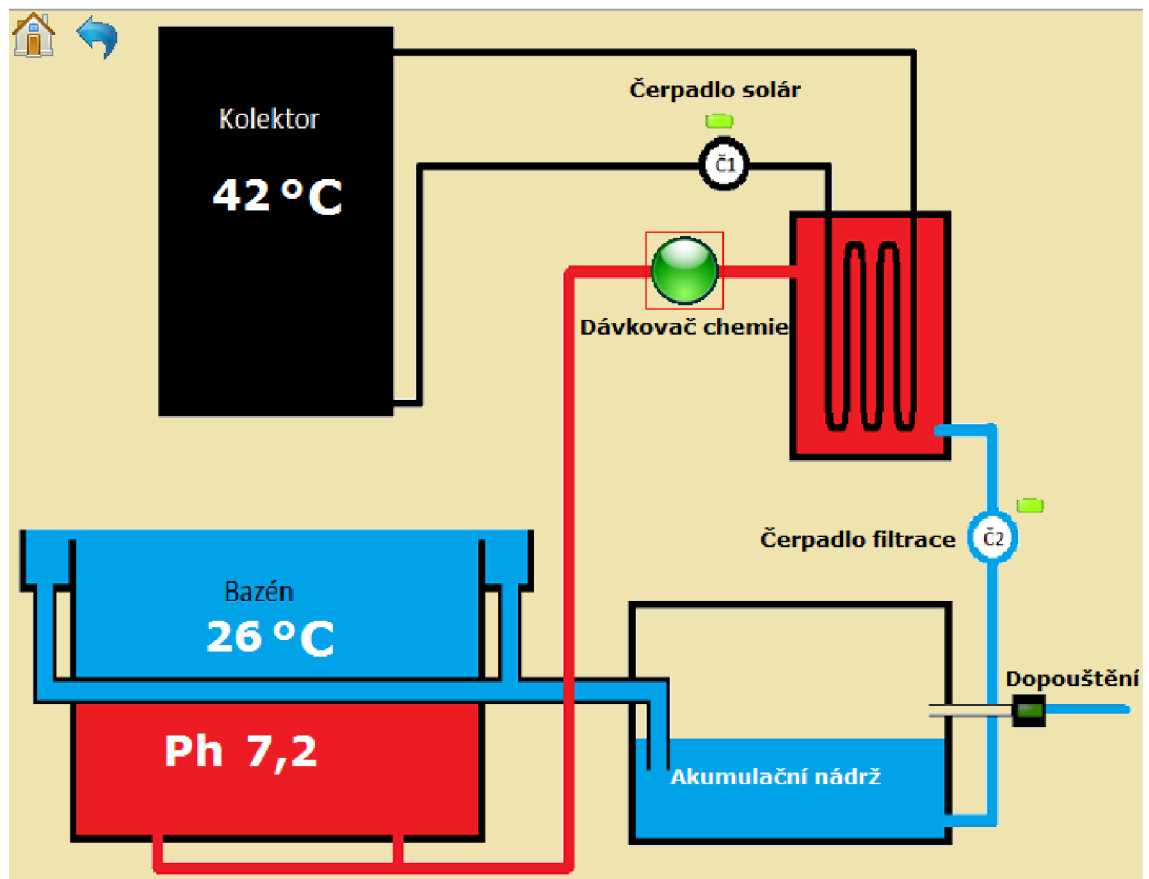 Kolektor
42 °C
Čerpadlo solár
Č1
Dávkovač chemie
Čerpadlo filtrace
Č2
Bazén
26 °C
Dopouštění
Ph 7,2
Akumulační nádrž